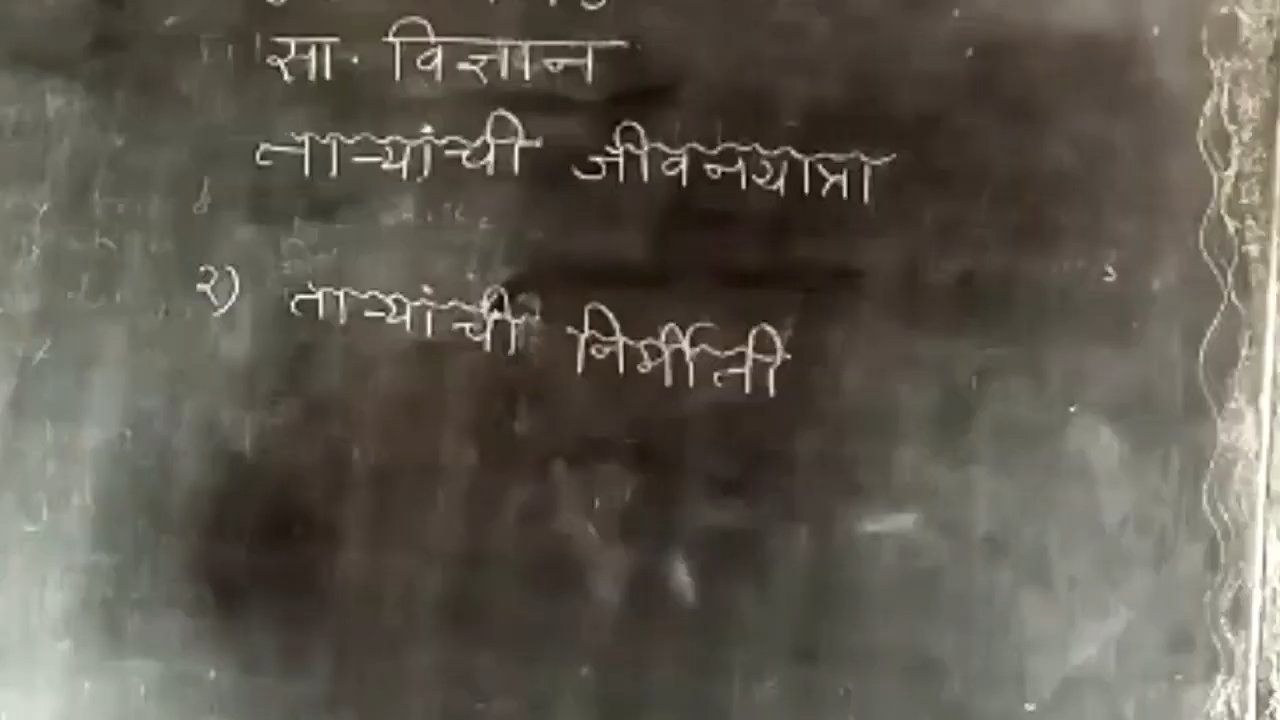 सा. विज्ञान
ताऱ्यांची जीवनयात्रा
२) ताऱ्यांची निर्मीती